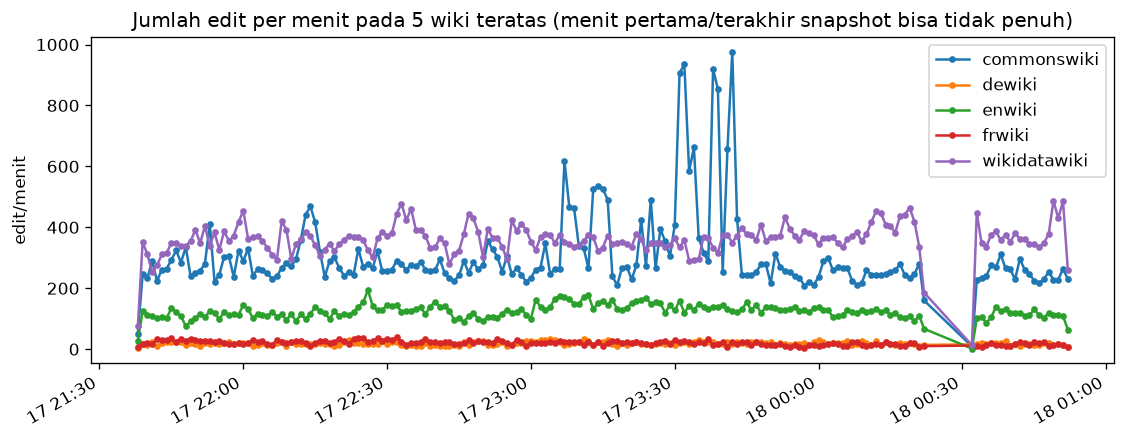 Jumlah edit per menit pada 5 wiki teratas (menit pertama/terakhir snapshot bisa tidak penuh)
edit/menit
1000
800
600
400
200
0
commonswiki
dewiki
enwiki
frwiki
wikidatawiki
17 21:30
17 22:00
17 22:30
17 23:00
17 23:30
18 00:00
18 00:30
18 01:00